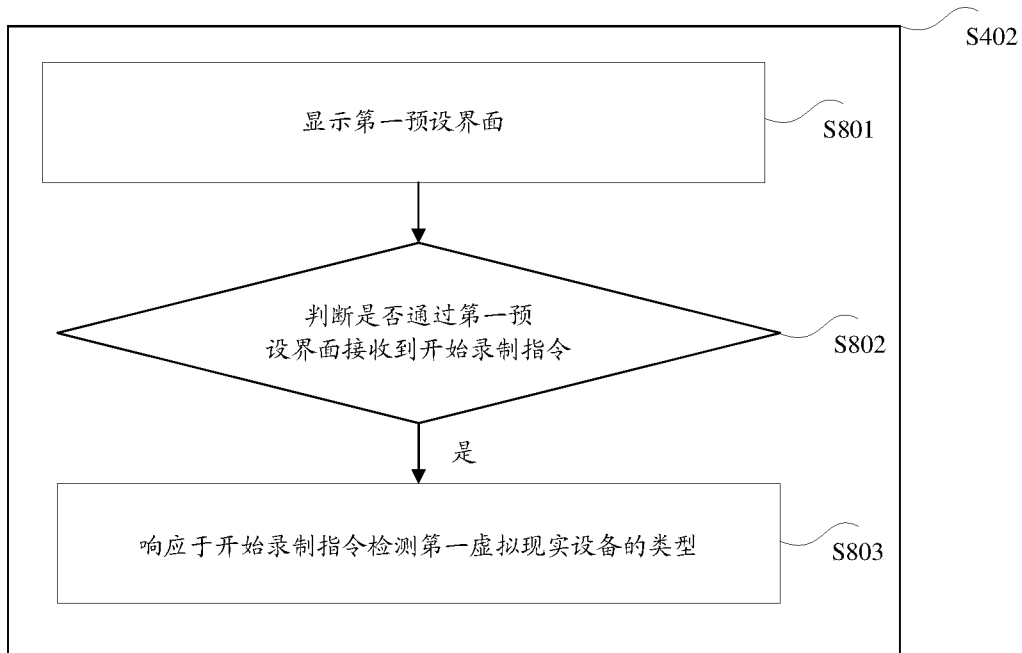 S402
显示第一预设界面
S801
判断是否通过第一预
设界面接收到开始录制指令
S802
是
响应于开始录制指令检测第一虚拟现实设备的类型
S803